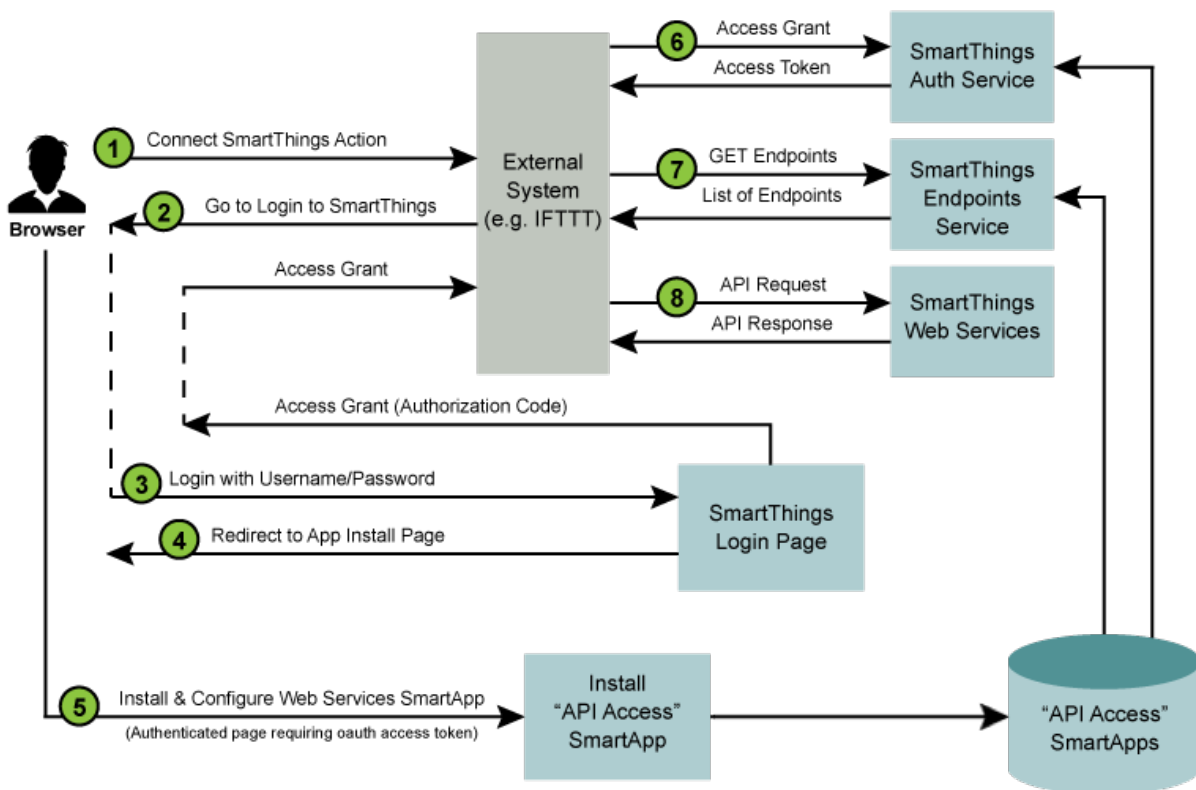 6
Access Grant
Access Token
SmartThings
Auth Service
1
Connect SmartThings Action
Browser
2
Go to Login to SmartThings
External
System
(e.g. IFTTT)
7
GET Endpoints
List of Endpoints
SmartThings
Endpoints
Service
Access Grant
8
API Request
API Response
SmartThings
Web Services
Access Grant (Authorization Code)
3
Login with Username/Password
4
Redirect to App Install Page
SmartThings
Login Page
5
Install & Configure Web Services SmartApp
(Authenticated page requiring oauth access token)
Install
“API Access”
SmartApp
“API Access”
SmartApps